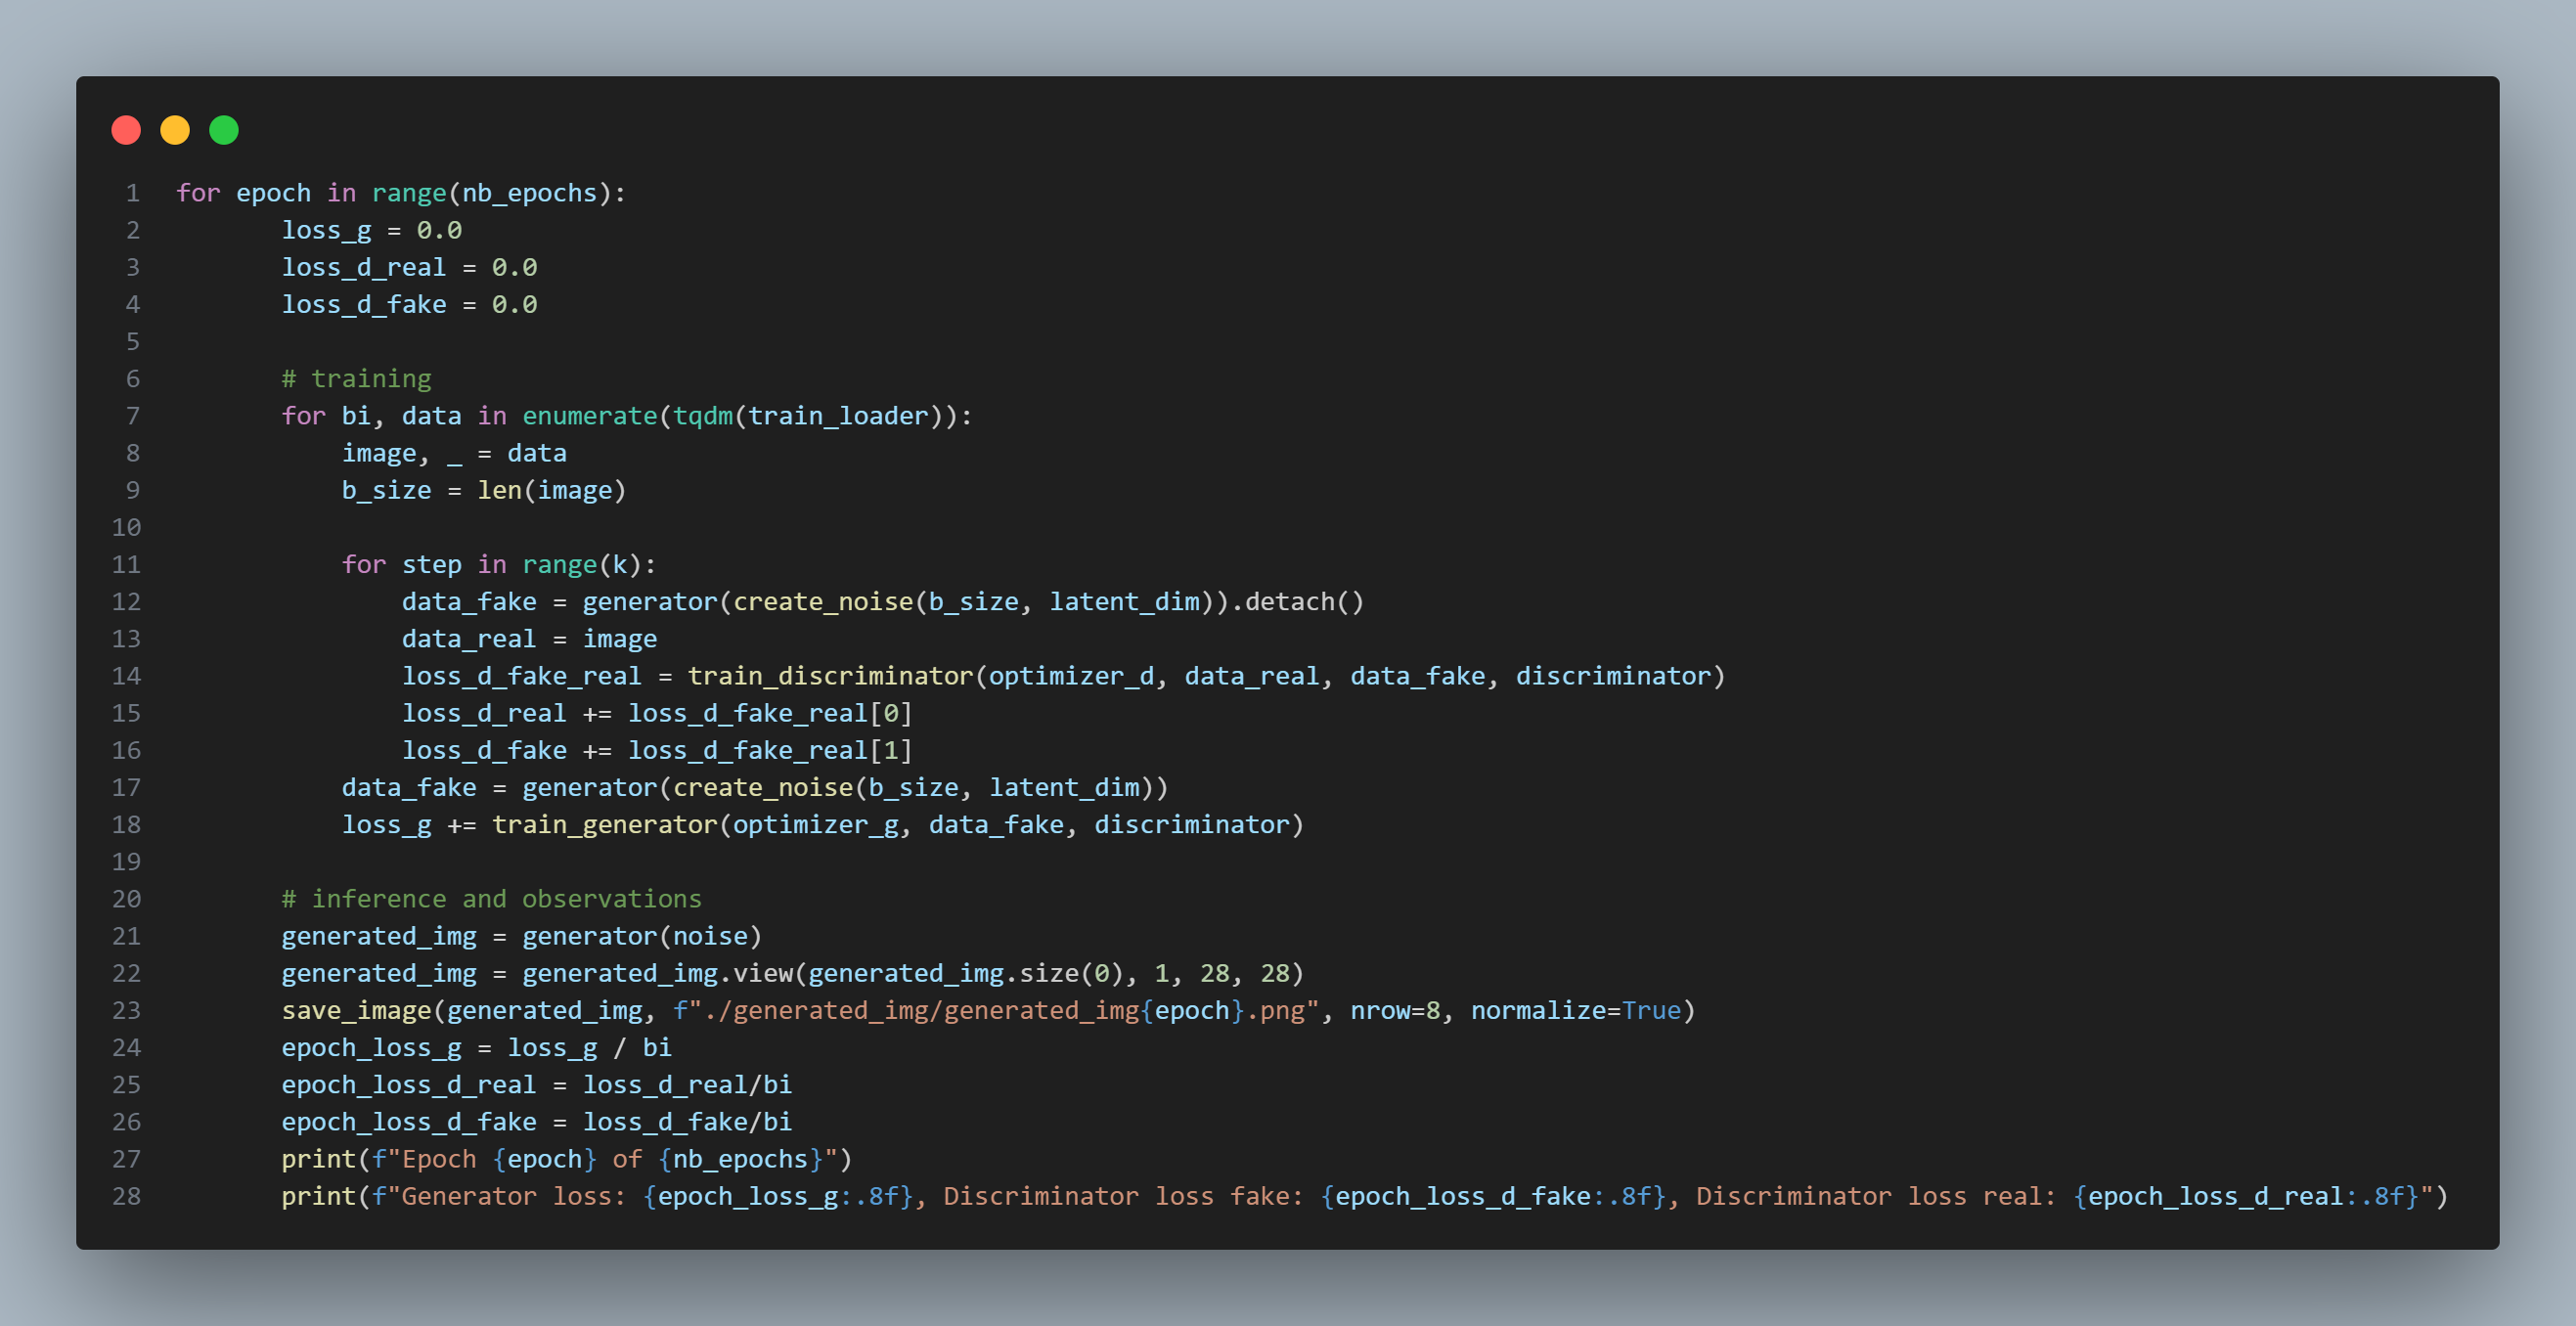 1 for epoch in range(nb_epochs):
2 loss_g = 0.0
3 loss_d_real = 0.0
4 loss_d_fake = 0.0
5
6 # training
7 for bi, data in enumerate(tqdm(train_loader)):
8 image, _ = data
9 b_size = len(image)
10
11 for step in range(k):
12 data_fake = generator(create_noise(b_size, latent_dim)).detach()
13 data_real = image
14 loss_d_fake_real = train_discriminator(optimizer_d, data_real, data_fake, discriminator)
15 loss_d_real += loss_d_fake_real[0]
16 loss_d_fake += loss_d_fake_real[1]
17 data_fake = generator(create_noise(b_size, latent_dim))
18 loss_g += train_generator(optimizer_g, data_fake, discriminator)
19
20 # inference and observations
21 generated_img = generator(noise)
22 generated_img = generated_img.view(generated_img.size(0), 1, 28, 28)
23 save_image(generated_img, f"./generated_img/generated_img{epoch}.png", nrow=8, normalize=True)
24 epoch_loss_g = loss_g / bi
25 epoch_loss_d_real = loss_d_real/bi
26 epoch_loss_d_fake = loss_d_fake/bi
27 print(f"Epoch {epoch} of {nb_epochs}")
28 print(f"Generator loss: {epoch_loss_g:.8f}, Discriminator loss fake: {epoch_loss_d_fake:.8f}, Discriminator loss real: {epoch_loss_d_real:.8f}")